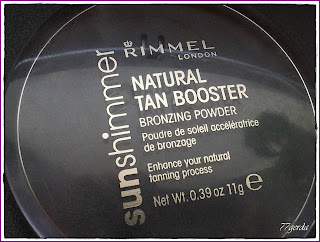 RIMMEL
LONDON
sunshimmer
NATURAL
TAN BOOSTER
BRONZING POWDER
Poudre de soleil accélératrice
de bronzage
Enhance your natural
tanning process
Net Wt. 0.39 oz 11g e
77gerda